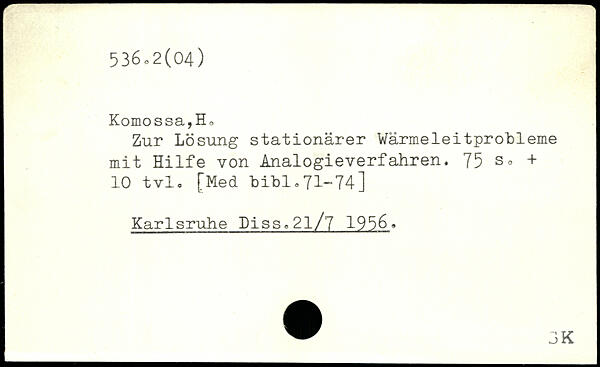 536.2(04)
Komossa,H.
Zur Lösung stationärer Wärmeleitprobleme
mit Hilfe von Analogieverfahren. 75 s. +
10 tvl. [Med bibl.71-74]
Karlsruhe Diss.21/7 1956.
SK